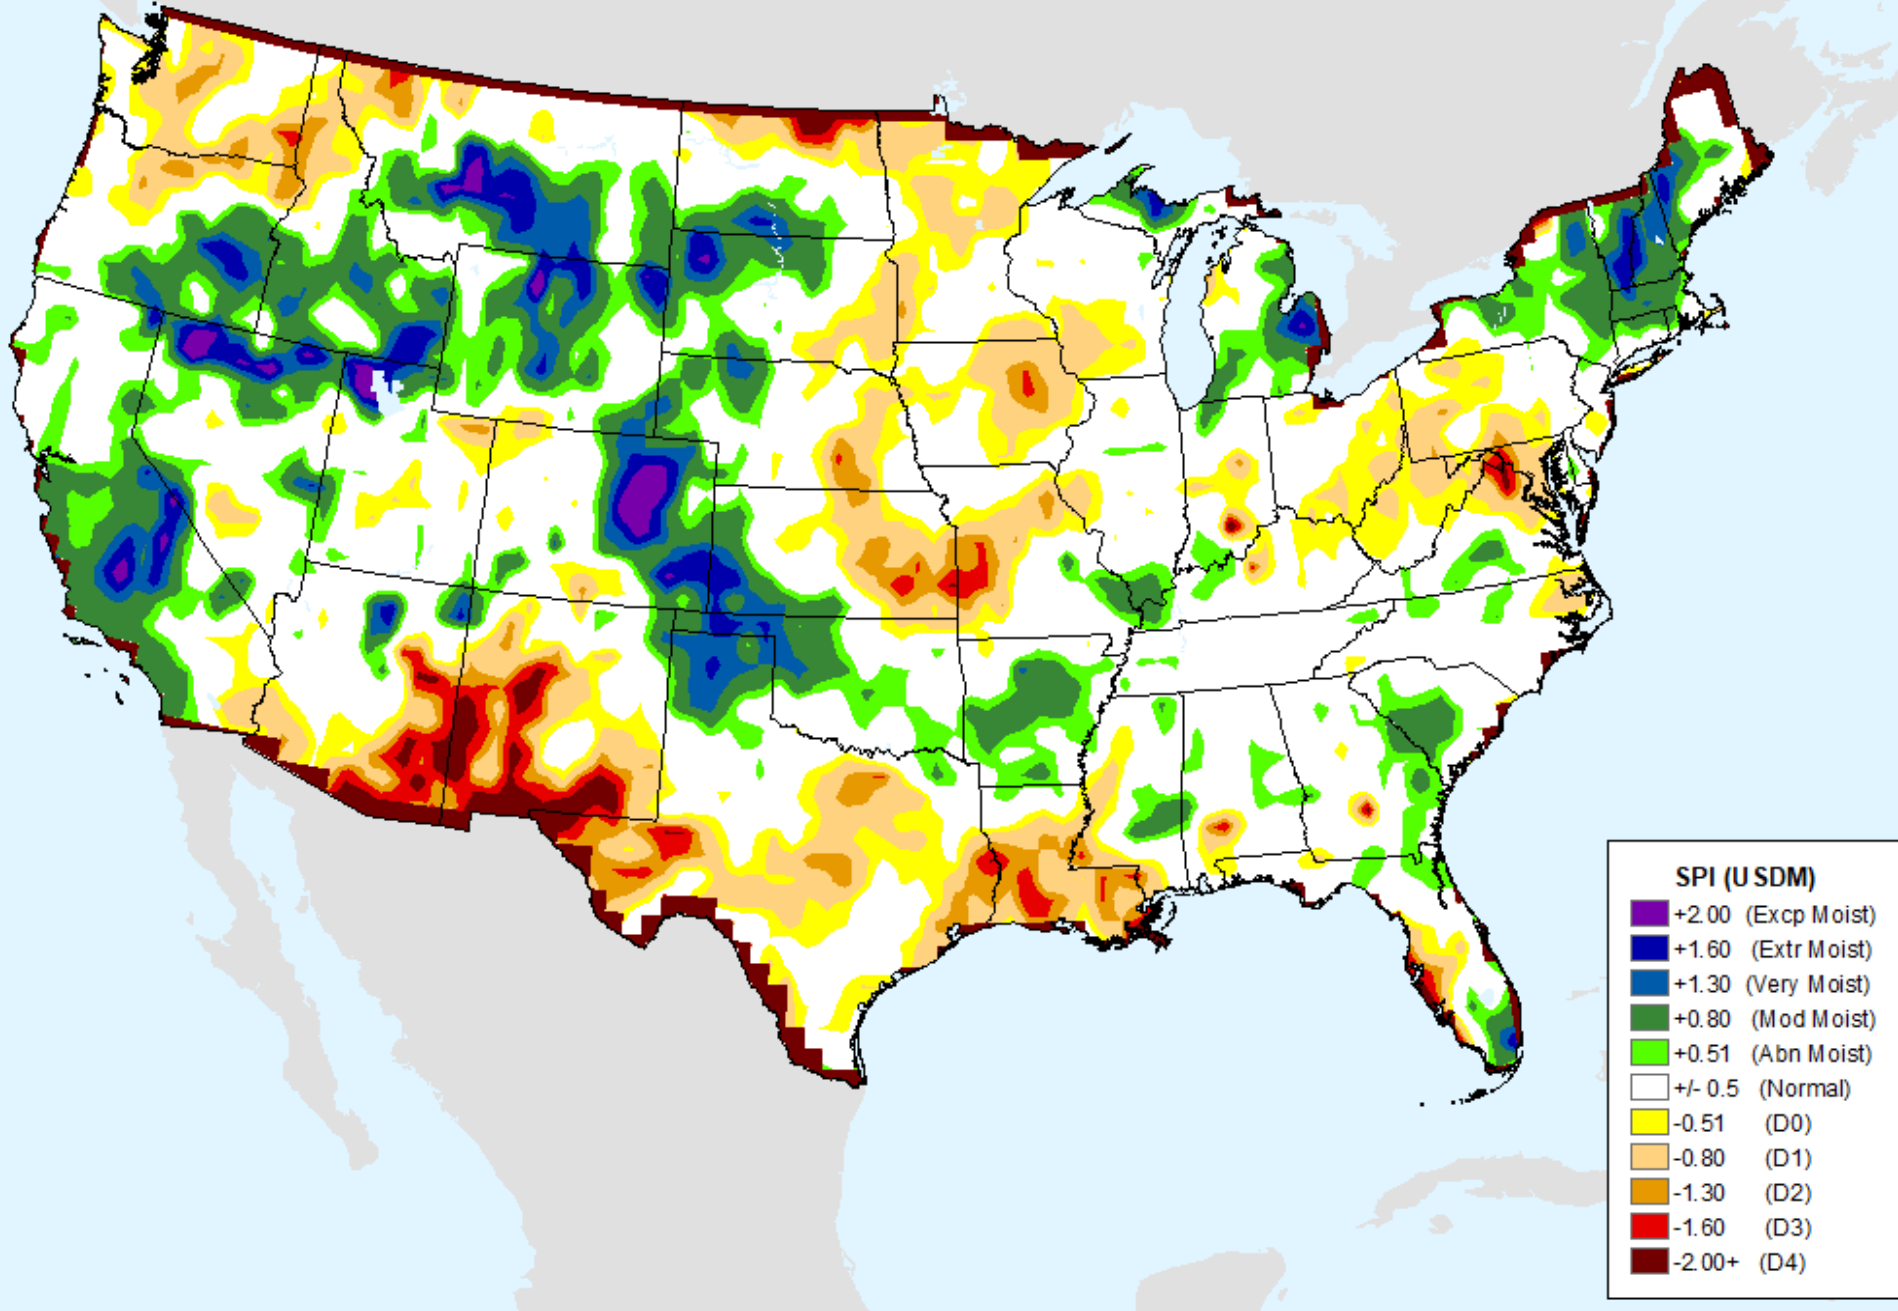 SPI (USDM)
+2.00 (Excp Moist)
+1.60 (Extr Moist)
+1.30 (Very Moist)
+0.80 (Mod Moist)
+0.51 (Abn Moist)
+/- 0.5 (Normal)
-0.51 (D0)
-0.80 (D1)
-1.30 (D2)
-1.60 (D3)
-2.00+ (D4)